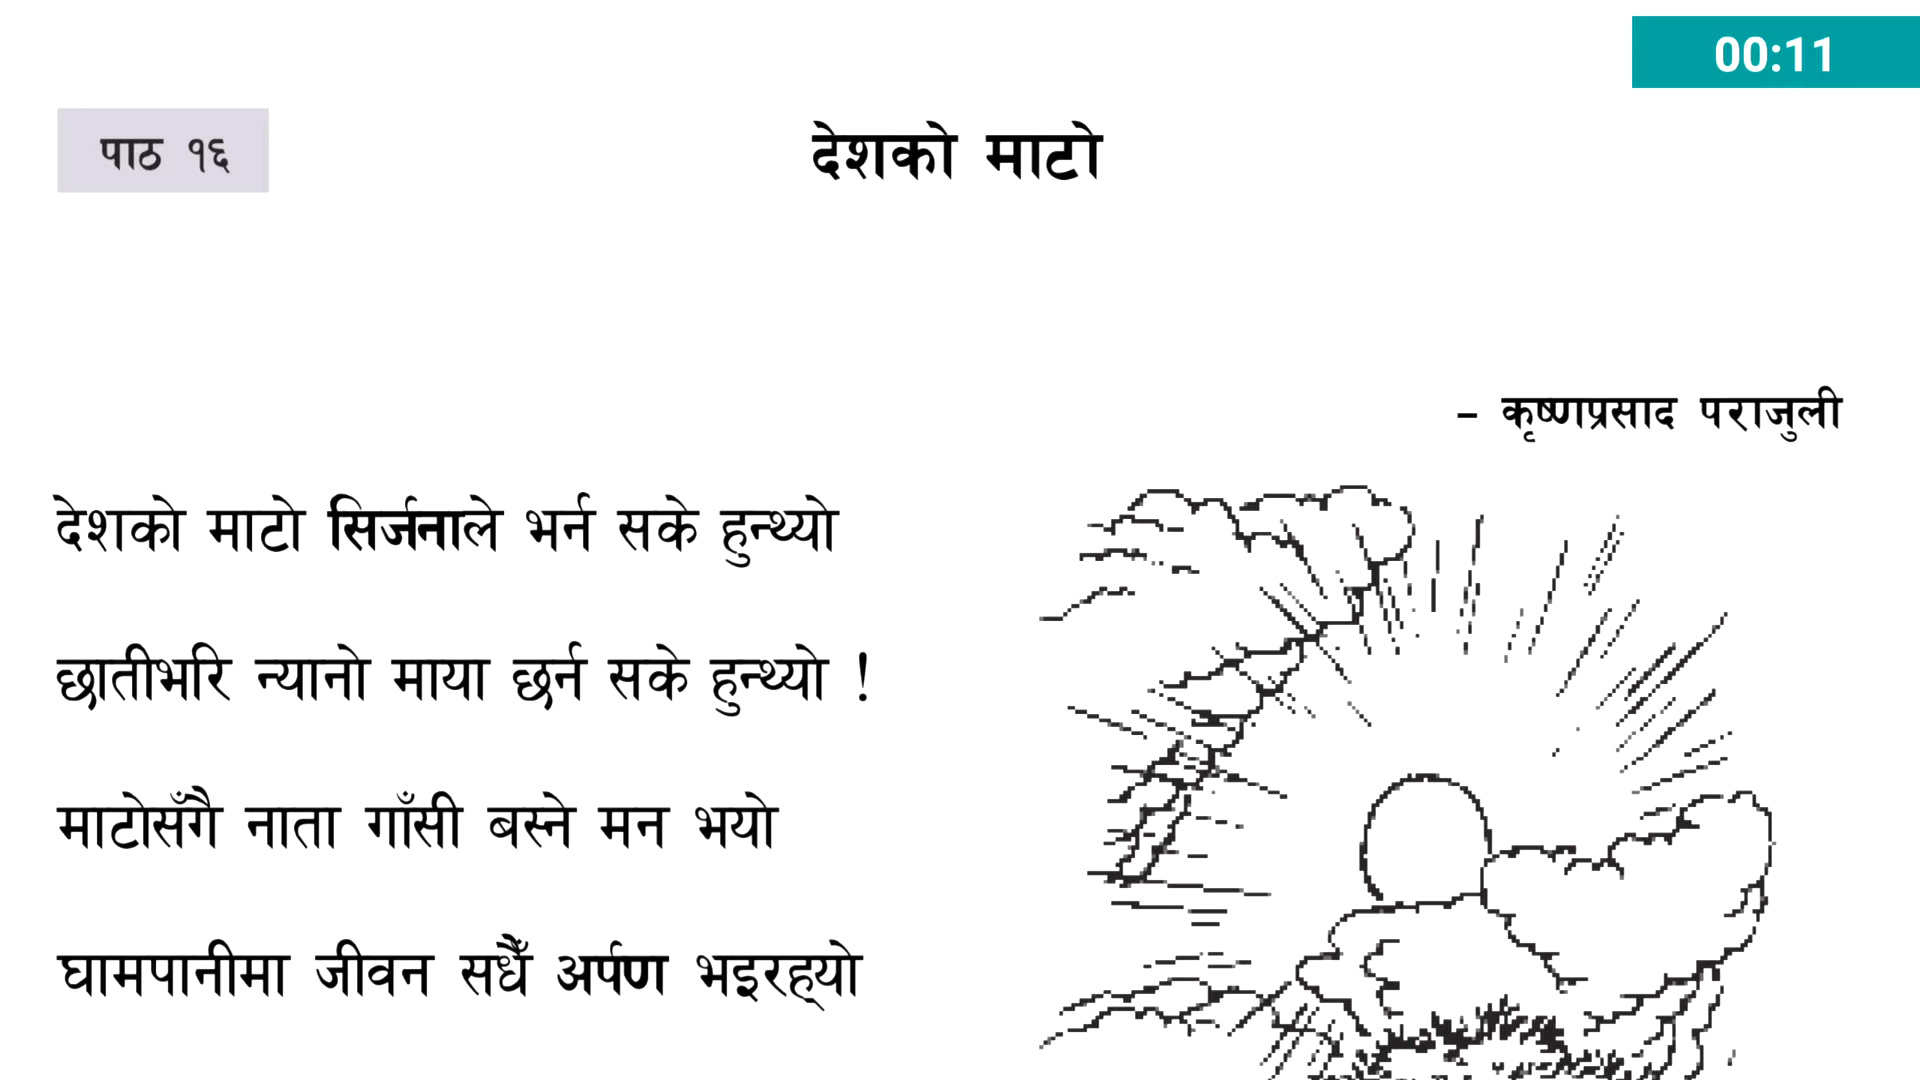 00:11
पाठ १६
देशको माटो
– कृष्णप्रसाद पराजुली
देशको माटो सिर्जनाले भर्न सके हुन्थ्यो
छातीभरि न्यानो माया छर्न सके हुन्थ्यो !
माटोसँगै नाता गाँसी बस्ने मन भयो
घामपानीमा जीवन सधैँ अर्पण भइरह्‌यो